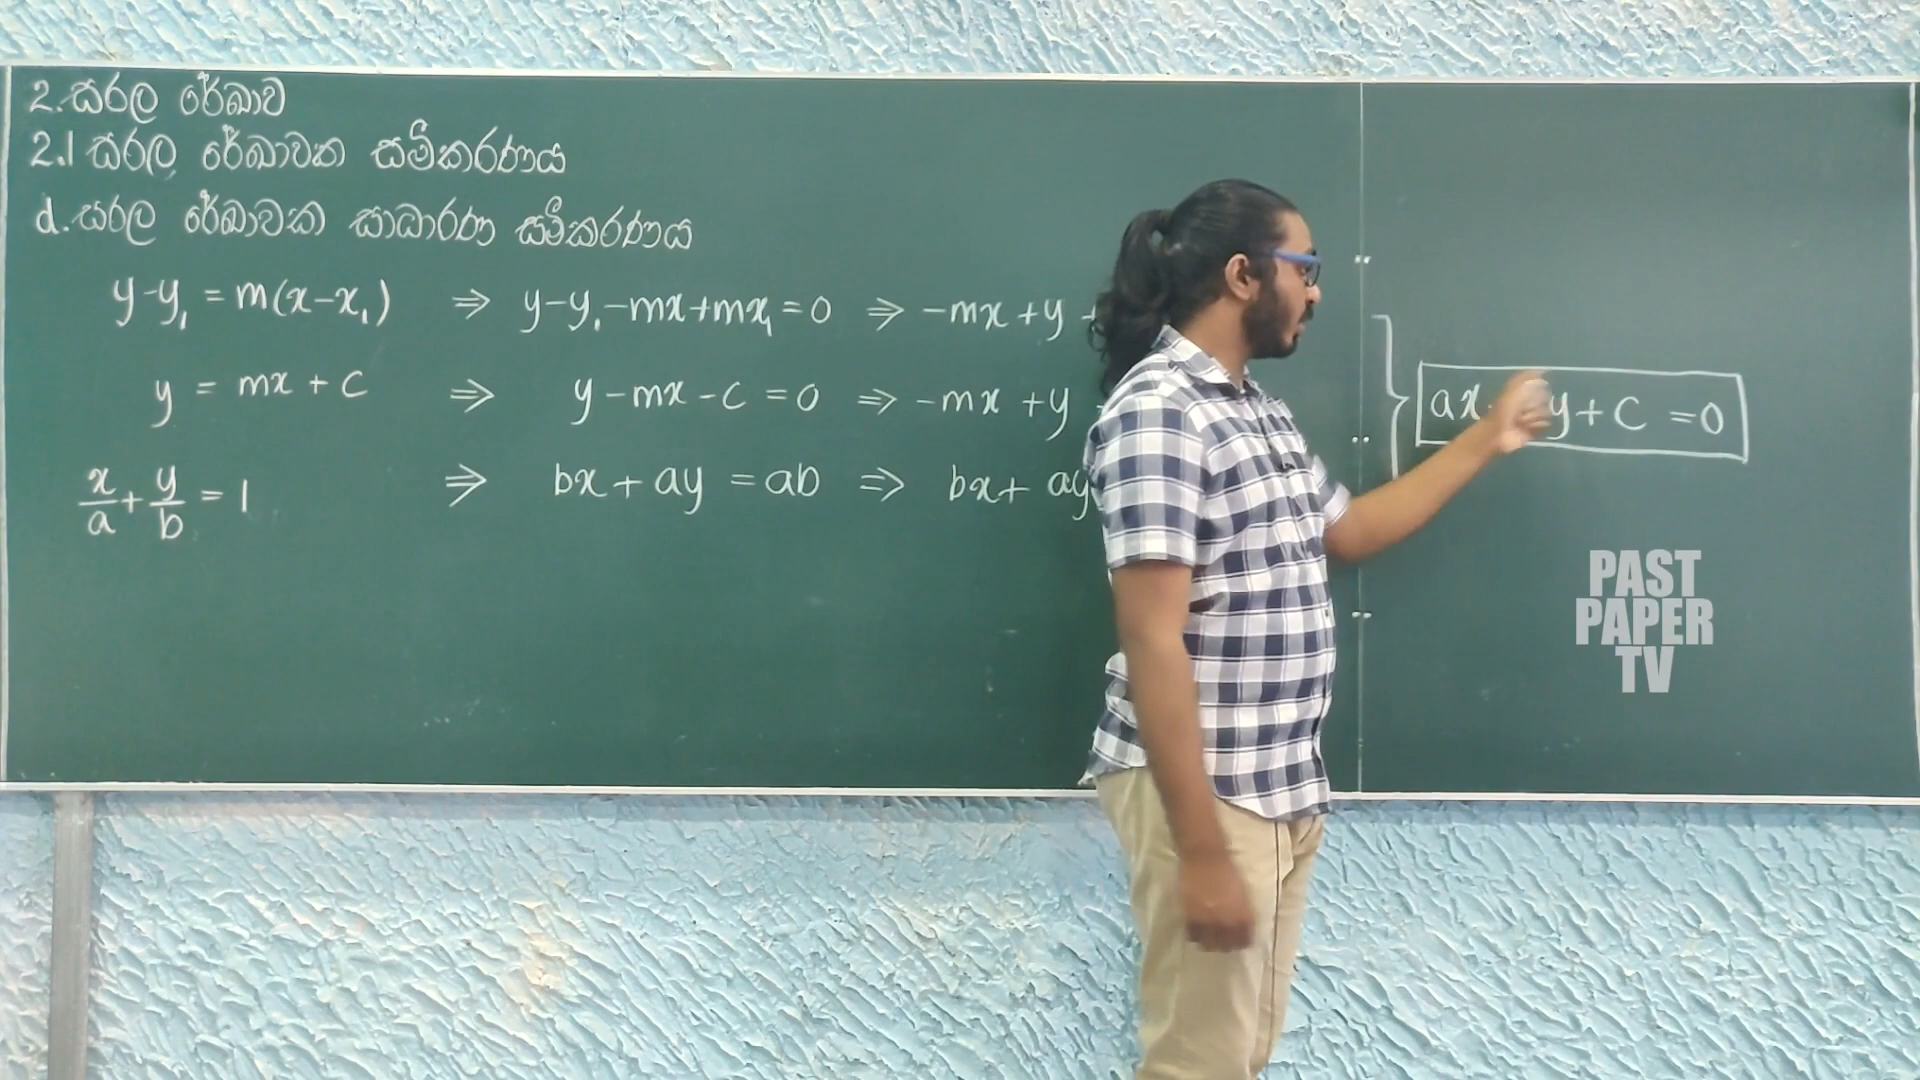 2. සරල රේඛාව
2.1 සරල රේඛාවක සමීකරණය
d. සරල රේඛාවක සාධාරණ සමීකරණය
y-y₁ = m(x-x₁) ⇒ y-y₁-mx+mx₁ = 0 ⇒ -mx+y +
y = mx + c ⇒ y-mx-c = 0 ⇒ -mx +y
x/a + y/b = 1 ⇒ bx + ay = ab ⇒ bx + ay
ax y + c = 0
PAST
PAPER
TV